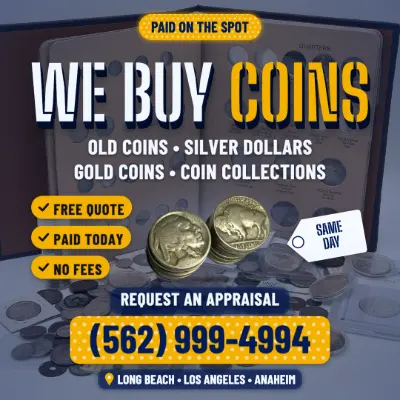 PAID ON THE SPOT
WE BUY COINS
OLD COINS • SILVER DOLLARS
GOLD COINS • COIN COLLECTIONS
FREE QUOTE
PAID TODAY
NO FEES
SAME
DAY
REQUEST AN APPRAISAL
(562) 999-4994
LONG BEACH • LOS ANGELES • ANAHEIM